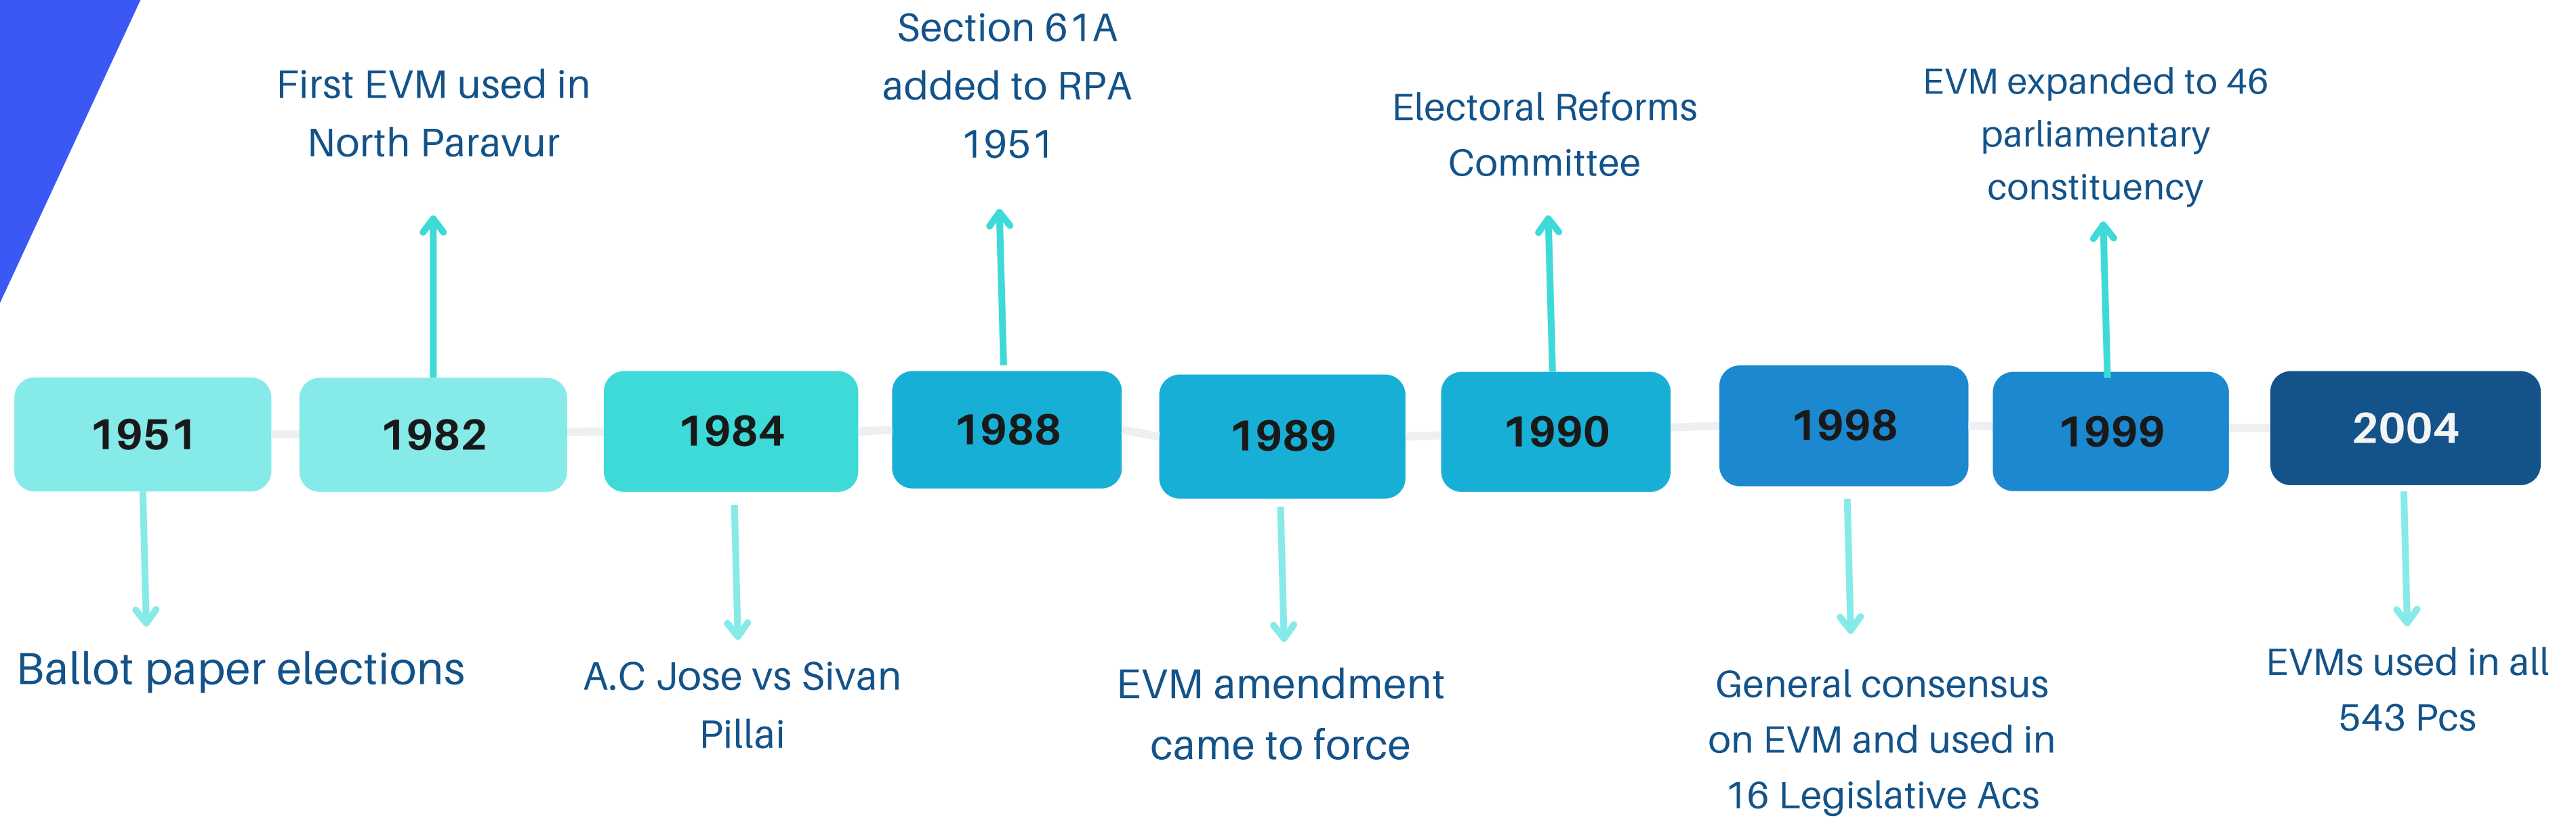 Section 61A
added to RPA
1951
First EVM used in
North Paravur
Electoral Reforms
Committee
EVM expanded to 46
parliamentary
constituency
1951
1982
1984
1988
1989
1990
1998
1999
2004
Ballot paper elections
A.C Jose vs Sivan
Pillai
EVM amendment
came to force
General consensus
on EVM and used in
16 Legislative Acs
EVMs used in all
543 Pcs